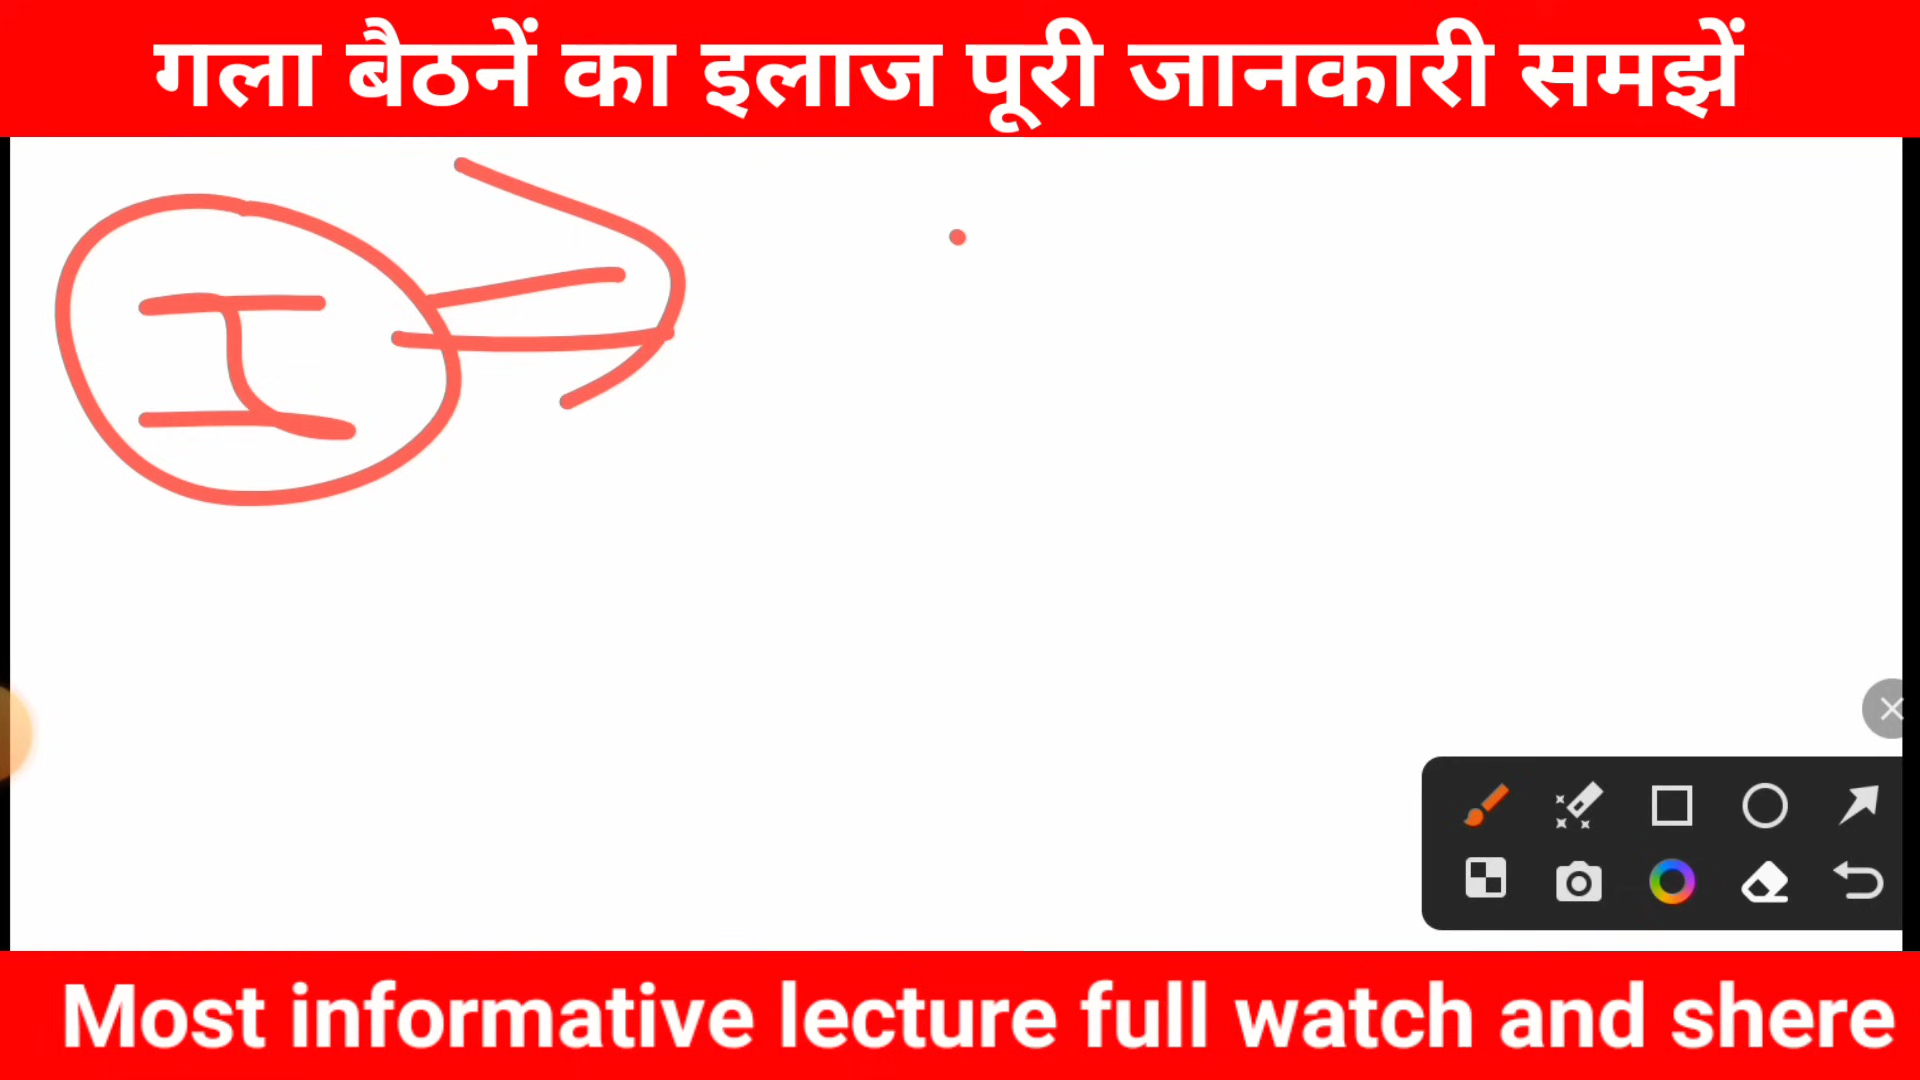 गला बैठनें का इलाज पूरी जानकारी समझें
I
Most informative lecture full watch and shere